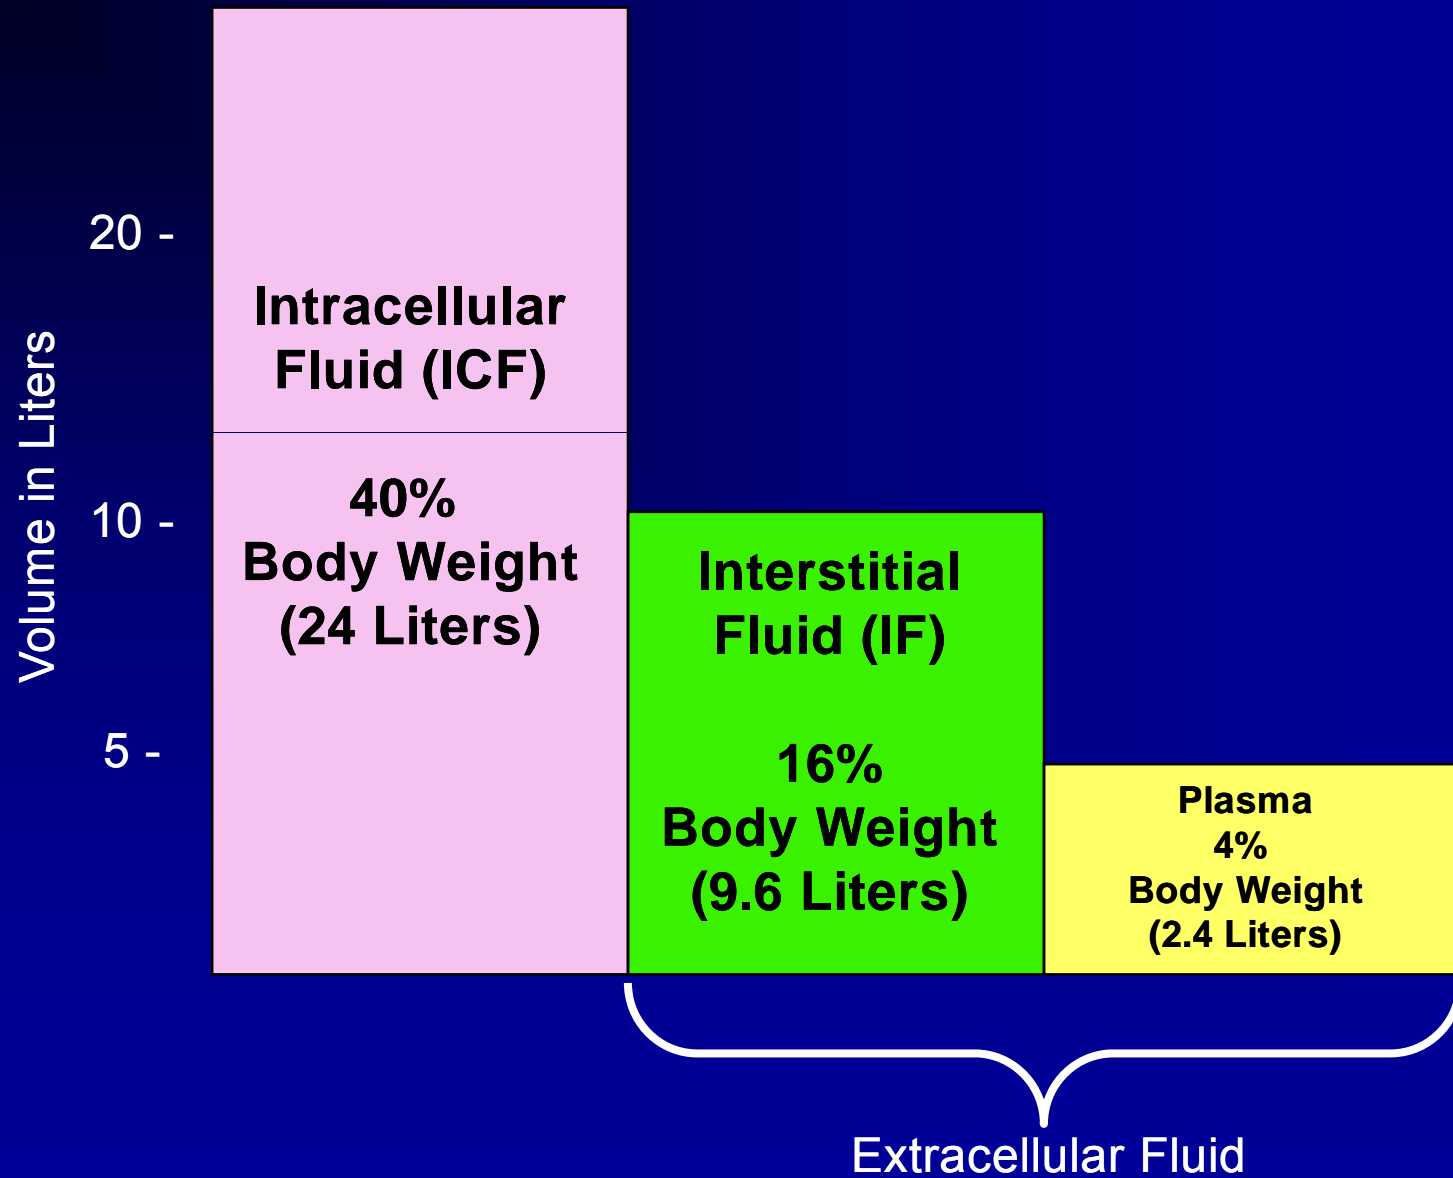 Volume in Liters
20 -
10 -
5 -
Intracellular
Fluid (ICF)
40%
Body Weight
(24 Liters)
Interstitial
Fluid (IF)
16%
Body Weight
(9.6 Liters)
Plasma
4%
Body Weight
(2.4 Liters)
Extracellular Fluid